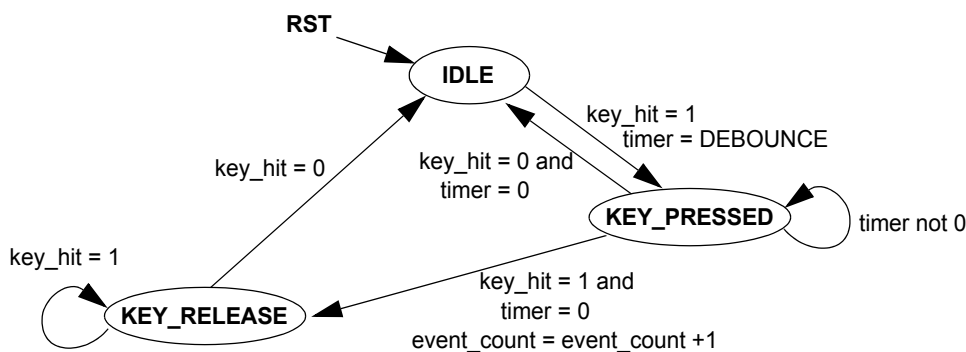 RST
IDLE
key_hit = 1
timer = DEBOUNCE
key_hit = 0 and
timer = 0
key_hit = 0
KEY_PRESSED
timer not 0
key_hit = 1
key_hit = 1 and
timer = 0
event_count = event_count +1
KEY_RELEASE